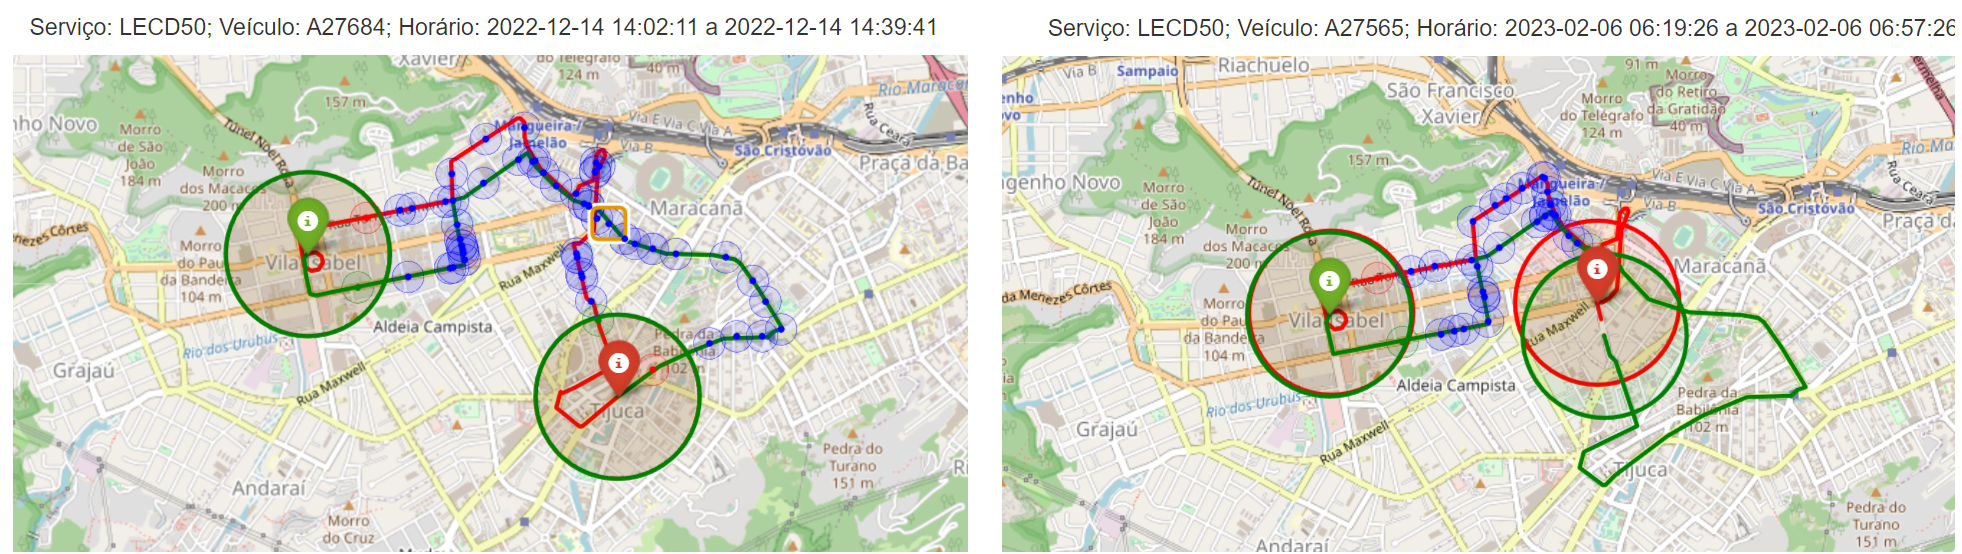 Serviço: LECD50; Veículo: A27684; Horário: 2022-12-14 14:02:11 a 2022-12-14 14:39:41
Xavier
do Telégrafo
124 m
40 m
Via E Via C Via A
Rio Maracan
Rua Ceará
157 m
nho Novo
Morro
de São
João
184 m
Túnel Noel Rosa
Mangueira /
Jamelão
São Cristóvão
Praça da Ba
Morro
dos Macacos
200 m
Maracanã
enezes Côrtes
Morro
do Pau
da Bandeira
104 m
Vila Isabel
Rua Maxwell
Aldeia Campista
Rio dos Urubus
Pedra da
Babilônia
102 m
Grajaú
Rua Maxwell
Tijuca
Pedra do
Turano
151 m
Ri
Andaraí
Morro
do Cruz
Serviço: LECD50; Veículo: A27565; Horário: 2023-02-06 06:19:26 a 2023-02-06 06:57:26
Via B
Sampaio
Riachuelo
Via B
91 m
Morro
do Retiro
da Gratidão
40 m
ermelha
enho
ovo
São Francisco
Xavier
Morro
do Telégrafo
124 m
157 m
Via E Via C Via A
Rio Ma
Rua Ceará
ngenho Novo
Morro
de São
João
184 m
Túnel Noel Rosa
Mangueira /
Jamelão
São Cristóvão
Praça d
Morro
dos Macacos
200 m
Maracanã
da Menezes Côrtes
Morro
do Pau
da Bandeira
104 m
Vila Isabel
Rua Maxwell
Aldeia Campista
Rio dos Urubus
Pedra da
Babilônia
102 m
Grajaú
Rua Maxwell
Tijuca
Pedra do
Turano
151 m
Andaraí